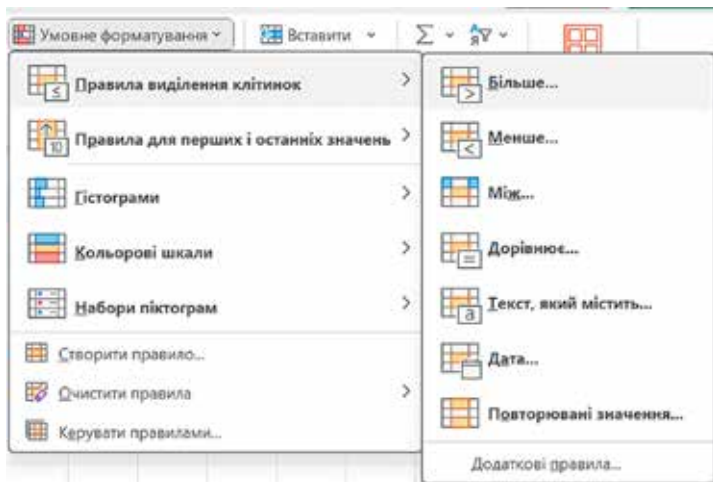 Умовне форматування
Вставити
Правила виділення клітинок
Правила для перших і останніх значень
Гістограми
Кольорові шкали
Набори піктограм
Створити правило...
Очистити правила
Керувати правилами...
Більше...
Менше...
Між...
Дорівнює...
Текст, який містить...
Дата...
Повторювані значення...
Додаткові правила...